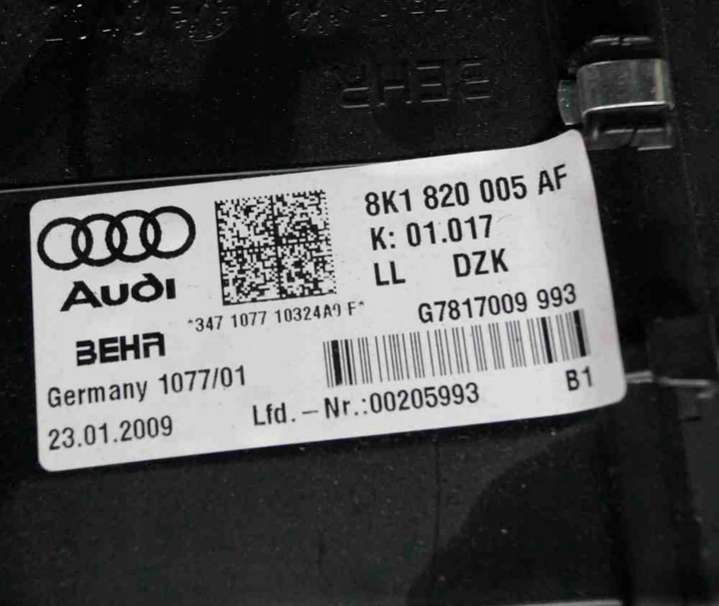 BEHR
Audi
8K1 820 005 AF
K: 01.017
LL DZK
*347 1077 10324A9 F*
G7817009 993
BEHR
Germany 1077/01
23.01.2009
Lfd.-Nr.:00205993
B1